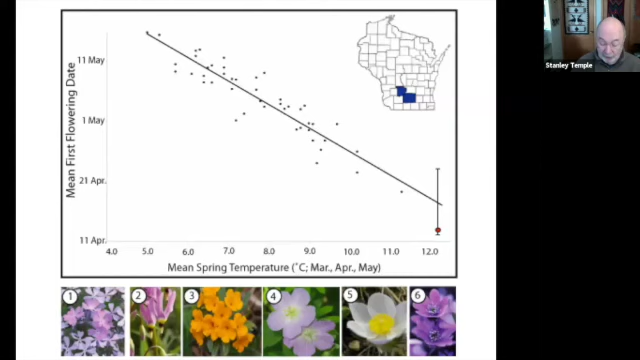 Stanley Temple
11 May
1 May
21 Apr.
11 Apr.
Mean First Flowering Date
4.0 5.0 6.0 7.0 8.0 9.0 10.0 11.0 12.0
Mean Spring Temperature (˚C; Mar., Apr., May)
1 2 3 4 5 6